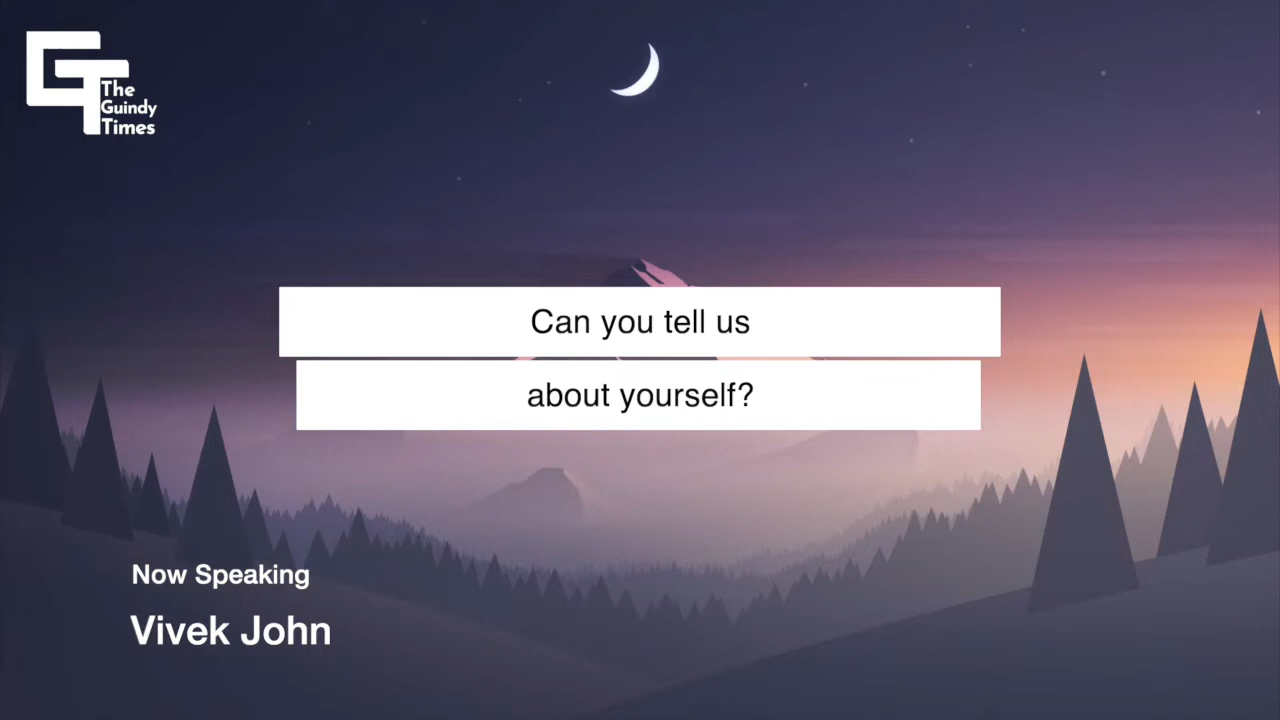 The
Guindy
Times
Can you tell us
about yourself?
Now Speaking
Vivek John